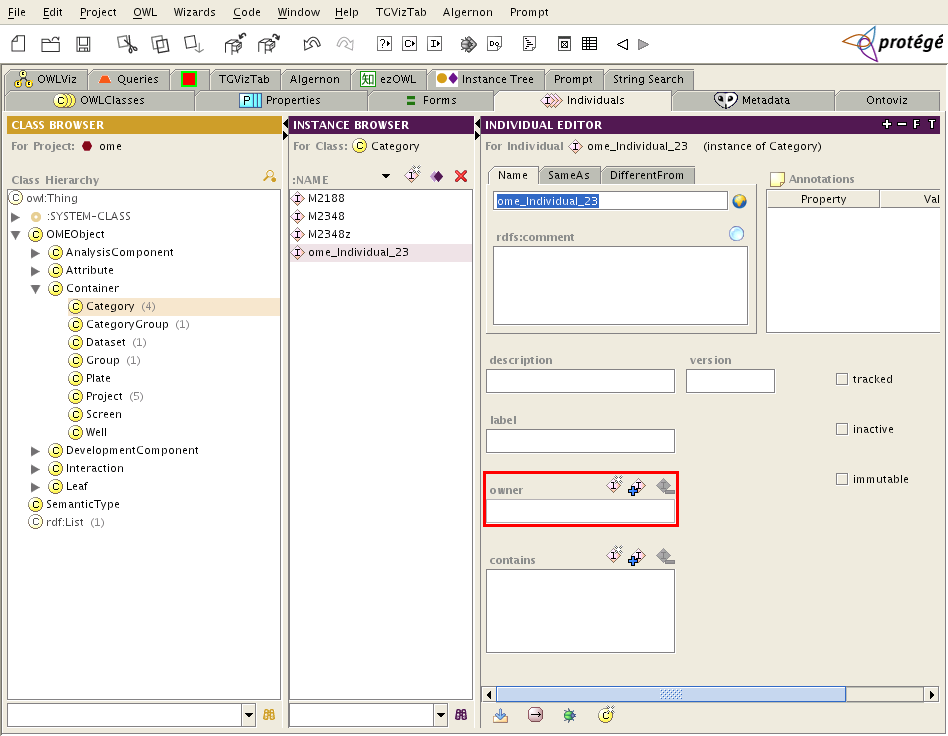 File Edit Project OWL Wizards Code Window Help TGVizTab Algernon Prompt
protégé
OWLViz Queries TGVizTab Algernon ezOWL Instance Tree Prompt String Search
OWLClasses Properties Forms Individuals Metadata Ontoviz
CLASS BROWSER
For Project: ome
Class Hierarchy
owl:Thing
:SYSTEM-CLASS
OMEObject
AnalysisComponent
Attribute
Container
Category (4)
CategoryGroup (1)
Dataset (1)
Group (1)
Plate
Project (5)
Screen
Well
DevelopmentComponent
Interaction
Leaf
SemanticType
rdf:List (1)
INSTANCE BROWSER
For Class: Category
:NAME
M2188
M2348
M2348z
ome_Individual_23
INDIVIDUAL EDITOR + − F T
For Individual ome_Individual_23 (instance of Category)
Name SameAs DifferentFrom
ome_Individual_23
rdfs:comment
Annotations
Property Val
description version
tracked
label
inactive
owner
immutable
contains